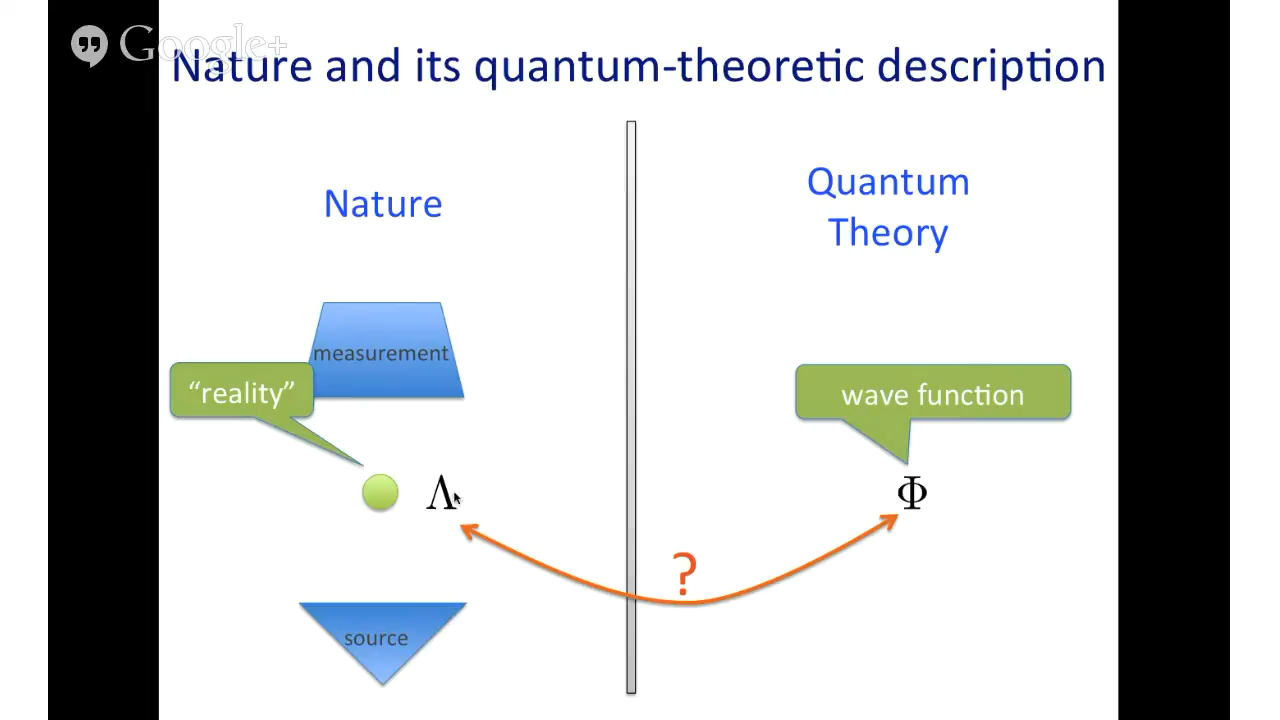 Google+
Nature and its quantum-theoretic description
Nature
Quantum
Theory
measurement
“reality”
wave function
Λ
Φ
?
source